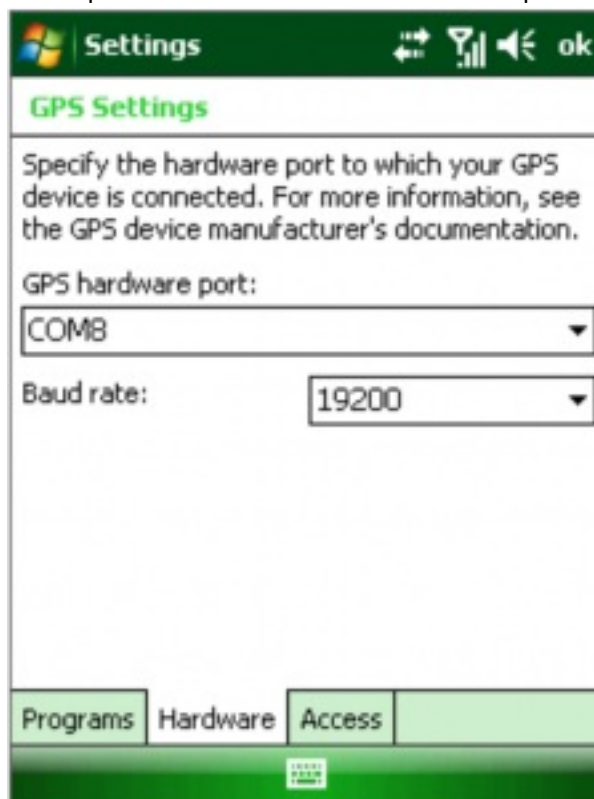 Settings ok
GPS Settings
Specify the hardware port to which your GPS
device is connected. For more information, see
the GPS device manufacturer's documentation.
GPS hardware port:
COM8
Baud rate: 19200
Programs Hardware Access